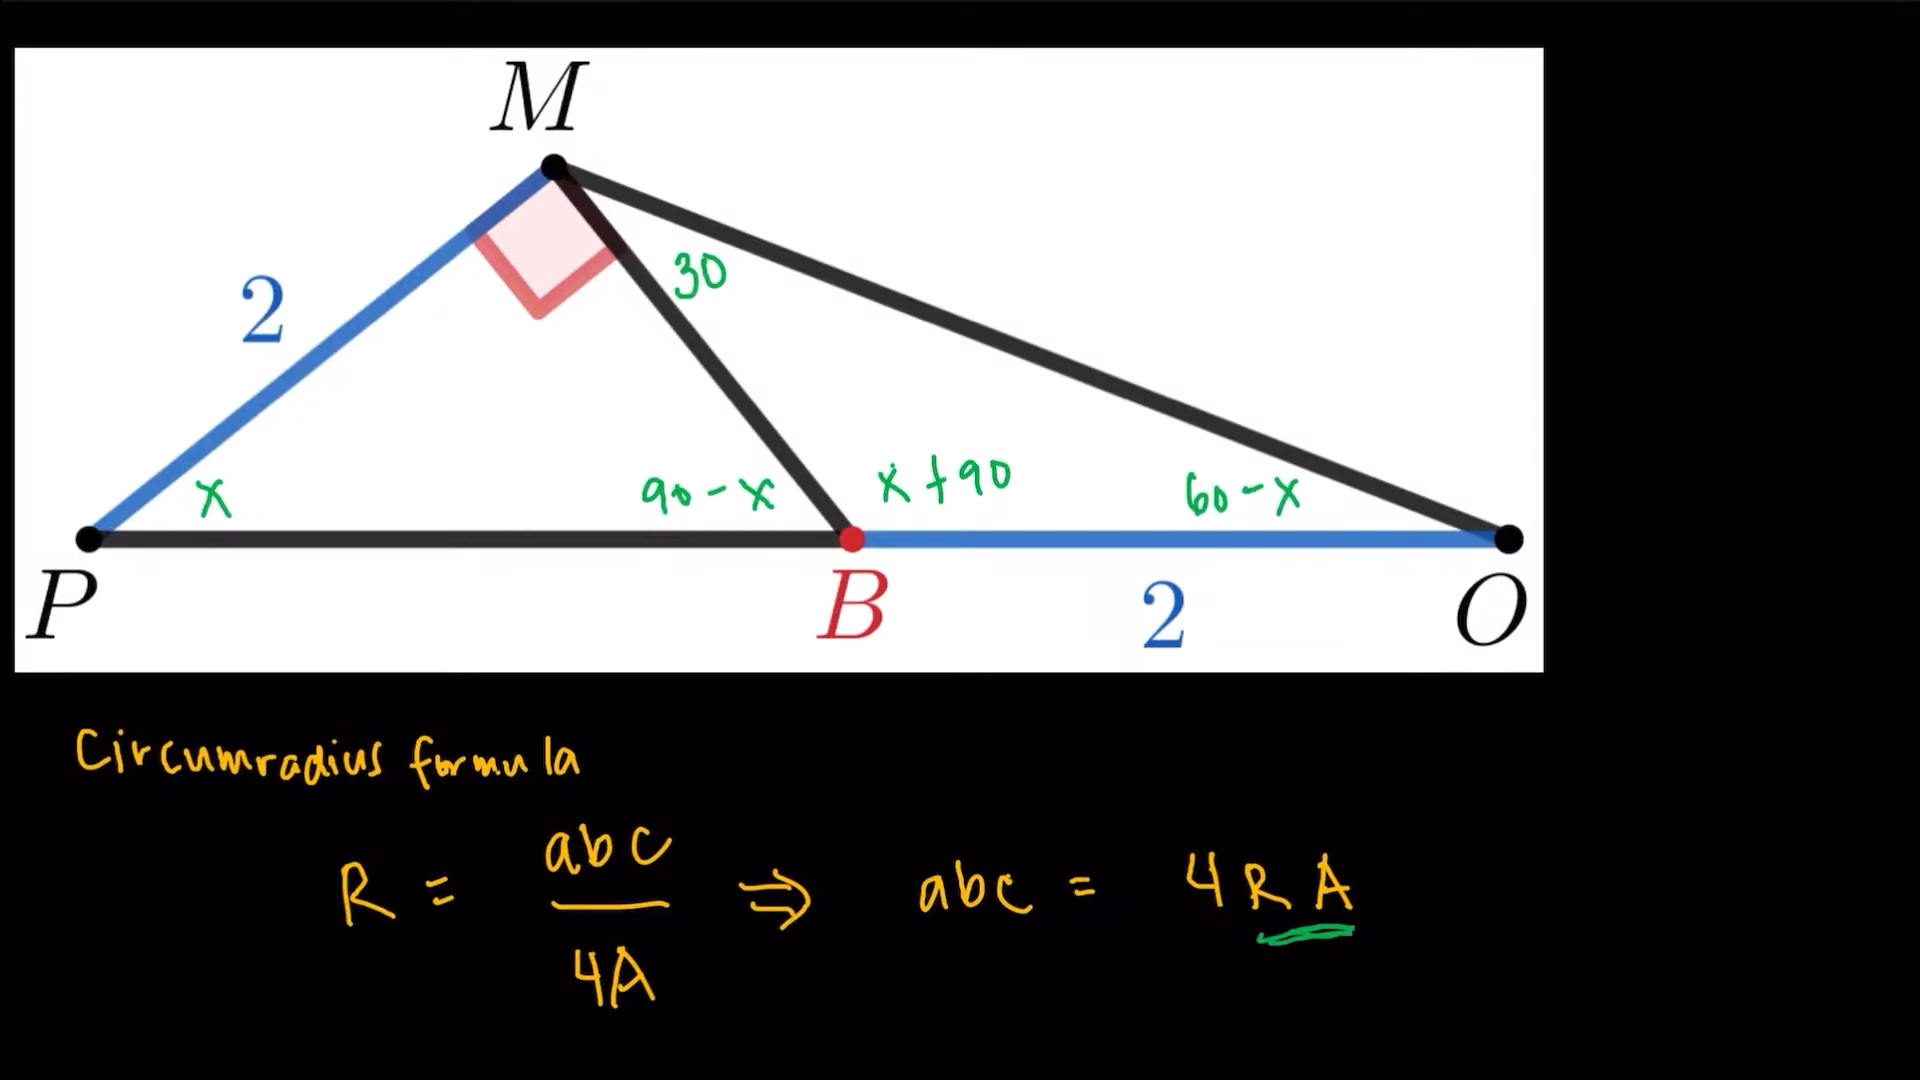 M
2
30
x
90-x
x+90
60-x
P
B
2
O
Circumradius formula
R = abc/4A ⇒ abc = 4RA